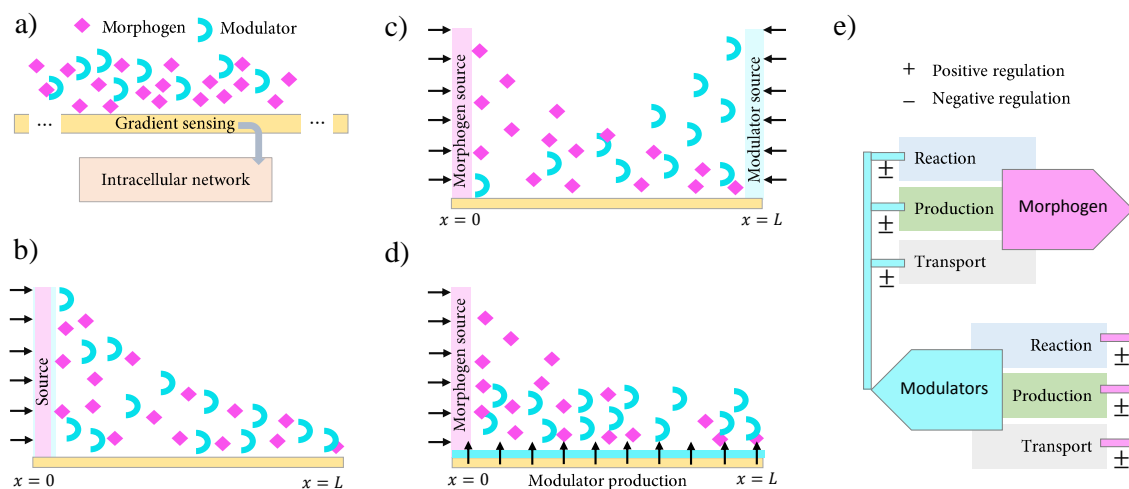 a)
Morphogen
Modulator
... Gradient sensing ...
Intracellular network
b)
Source
x = 0
x = L
c)
Morphogen source
Modulator source
x = 0
x = L
d)
Morphogen source
x = 0
Modulator production
x = L
e)
+ Positive regulation
− Negative regulation
Reaction
±
Production
±
Transport
±
Morphogen
Modulators
Reaction
±
Production
±
Transport
±